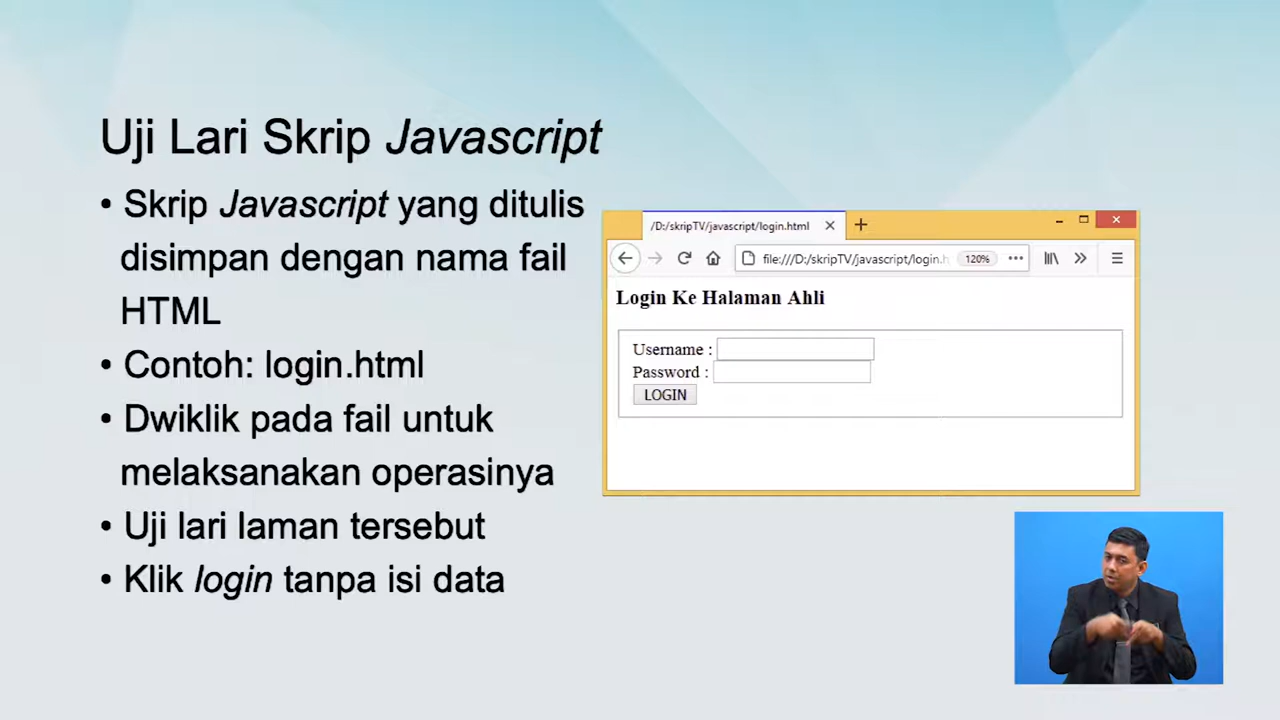 Uji Lari Skrip Javascript
• Skrip Javascript yang ditulis
disimpan dengan nama fail
HTML
• Contoh: login.html
• Dwiklik pada fail untuk
melaksanakan operasinya
• Uji lari laman tersebut
• Klik login tanpa isi data
/D:/skripTV/javascript/login.html
file:///D:/skripTV/javascript/login.h 120%
Login Ke Halaman Ahli
Username :
Password :
LOGIN